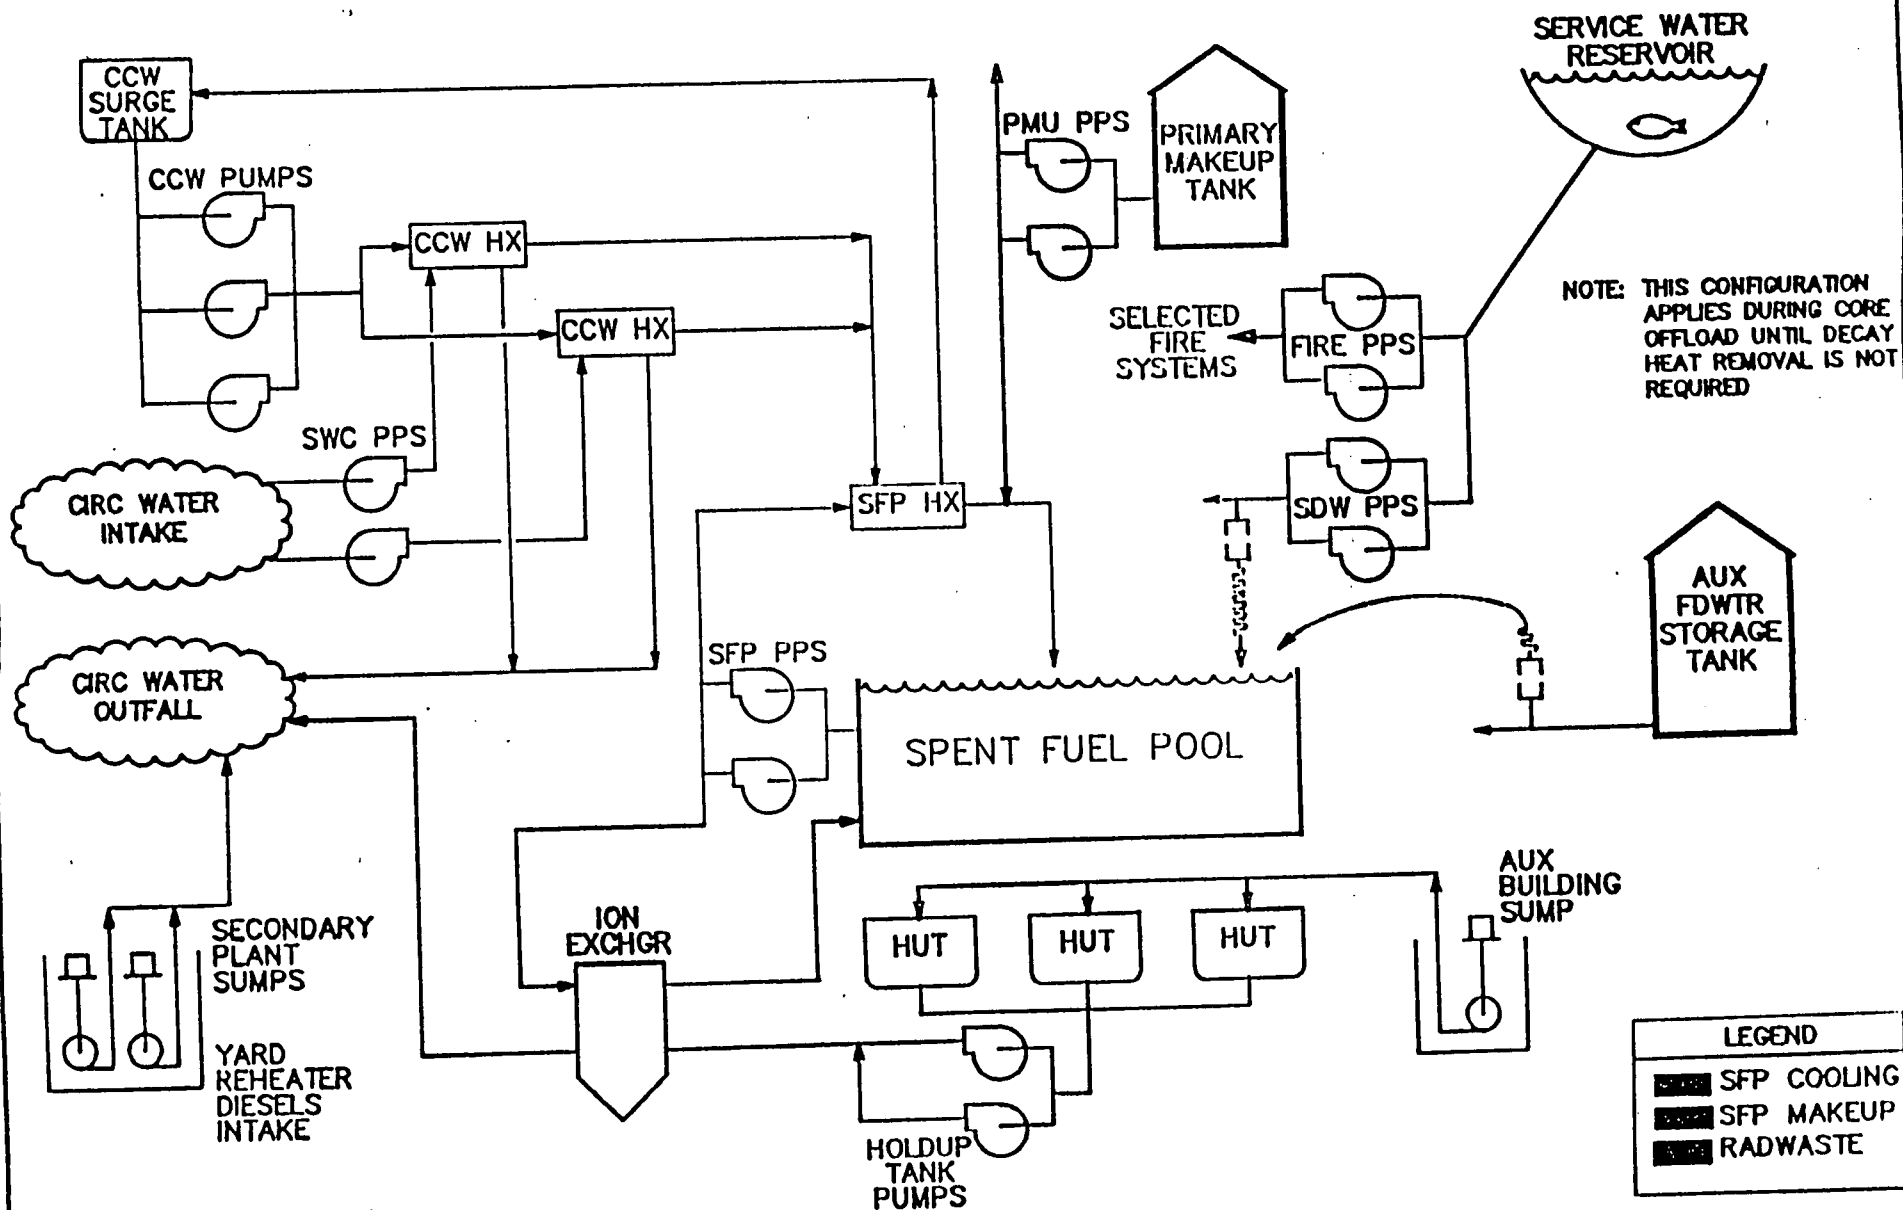 SERVICE WATER
RESERVOIR
CCW
SURGE
TANK
PMU PPS
PRIMARY
MAKEUP
TANK
CCW PUMPS
CCW HX
CCW HX
NOTE: THIS CONFIGURATION
APPLIES DURING CORE
OFFLOAD UNTIL DECAY
HEAT REMOVAL IS NOT
REQUIRED
SELECTED
FIRE
SYSTEMS
FIRE PPS
SWC PPS
CIRC WATER
INTAKE
SFP HX
SDW PPS
AUX
FDWTR
STORAGE
TANK
CIRC WATER
OUTFALL
SFP PPS
SPENT FUEL POOL
AUX
BUILDING
SUMP
SECONDARY
PLANT
SUMPS
ION
EXCHGR
HUT
HUT
HUT
YARD
REHEATER
DIESELS
INTAKE
HOLDUP
TANK
PUMPS
LEGEND
SFP COOLING
SFP MAKEUP
RADWASTE